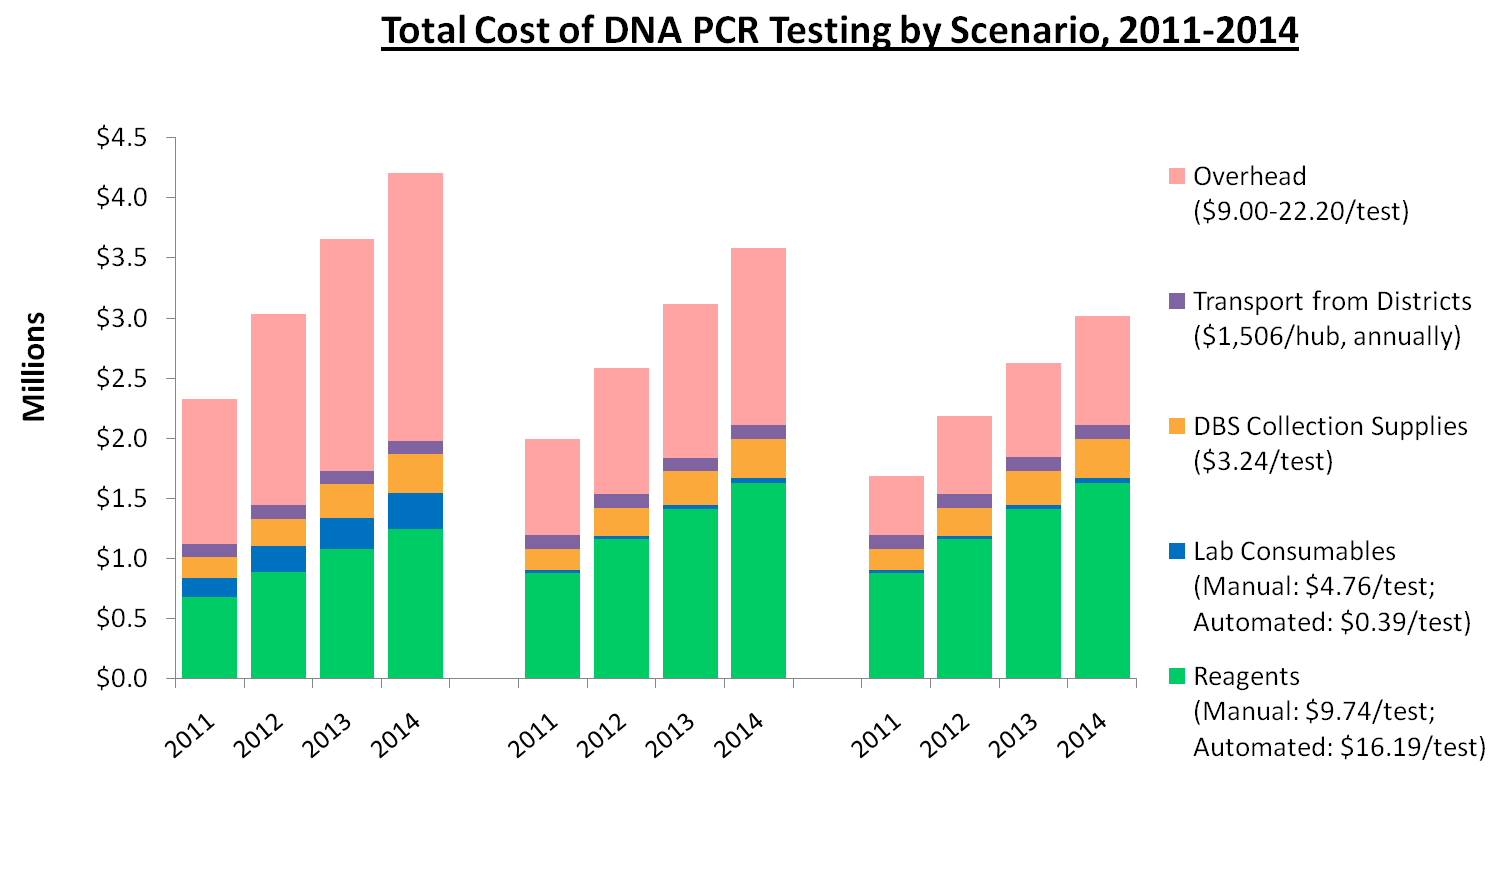 Total Cost of DNA PCR Testing by Scenario, 2011-2014
Millions
$4.5
$4.0
$3.5
$3.0
$2.5
$2.0
$1.5
$1.0
$0.5
$0.0
2011 2012 2013 2014 2011 2012 2013 2014 2011 2012 2013 2014
Overhead
($9.00-22.20/test)
Transport from Districts
($1,506/hub, annually)
DBS Collection Supplies
($3.24/test)
Lab Consumables
(Manual: $4.76/test;
Automated: $0.39/test)
Reagents
(Manual: $9.74/test;
Automated: $16.19/test)